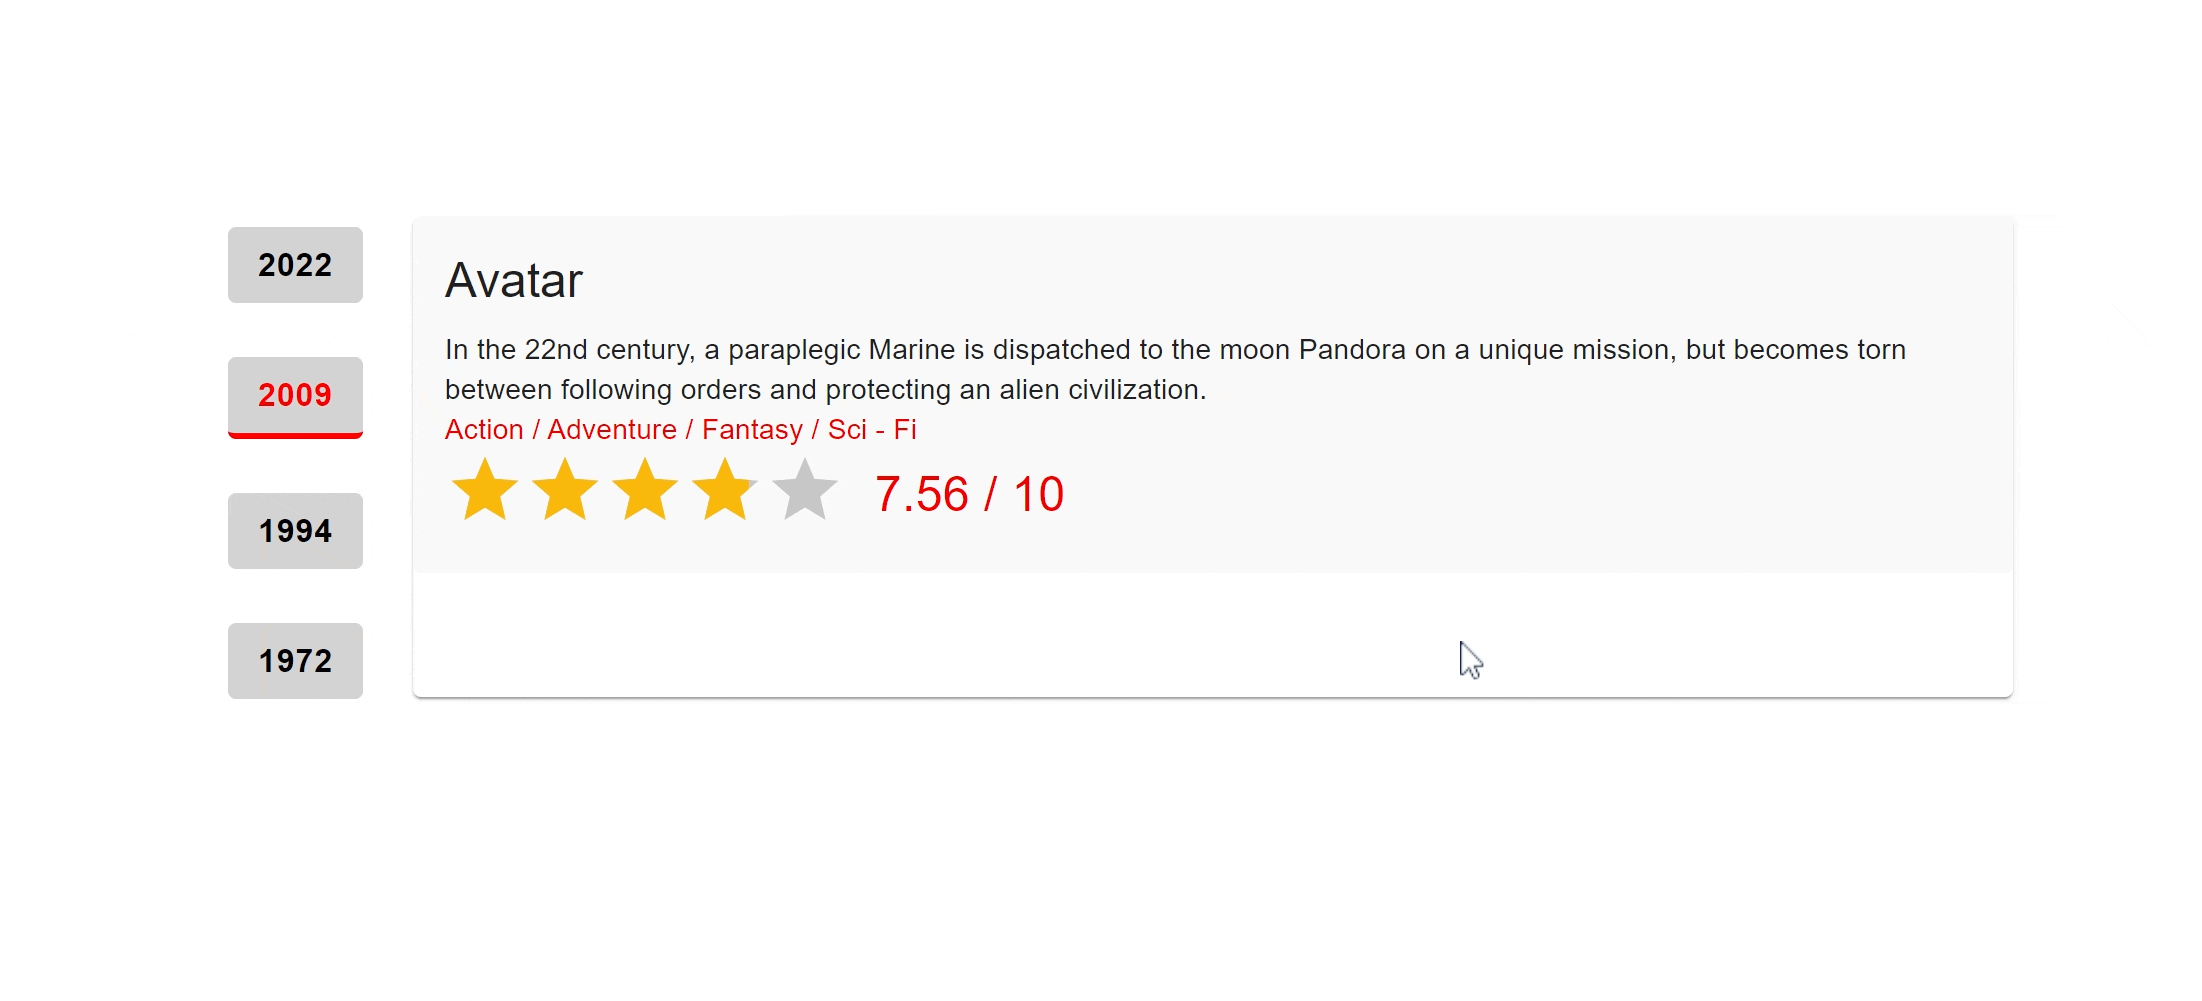 2022
2009
1994
1972
Avatar
In the 22nd century, a paraplegic Marine is dispatched to the moon Pandora on a unique mission, but becomes torn
between following orders and protecting an alien civilization.
Action / Adventure / Fantasy / Sci - Fi
7.56 / 10